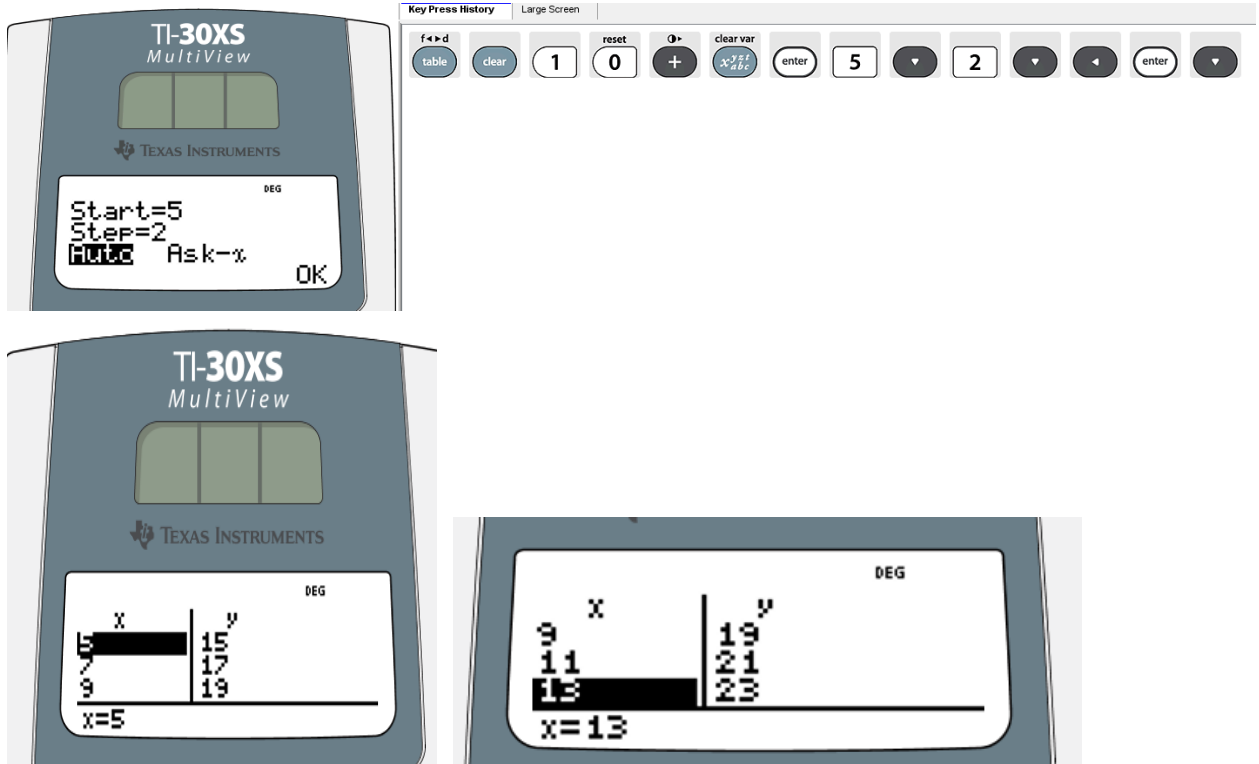 TI-30XS
MultiView
TEXAS INSTRUMENTS
DEG
Start=5
Step=2
Auto Ask-x
OK
Key Press History Large Screen
f◂▸d reset ◑▸ clear var
table clear 1 0 + x yzt abc enter 5 ▾ 2 ▾ ◂ enter ▾
TI-30XS
MultiView
TEXAS INSTRUMENTS
DEG
x y
5 15
7 17
9 19
x=5
DEG
x y
9 19
11 21
13 23
x=13